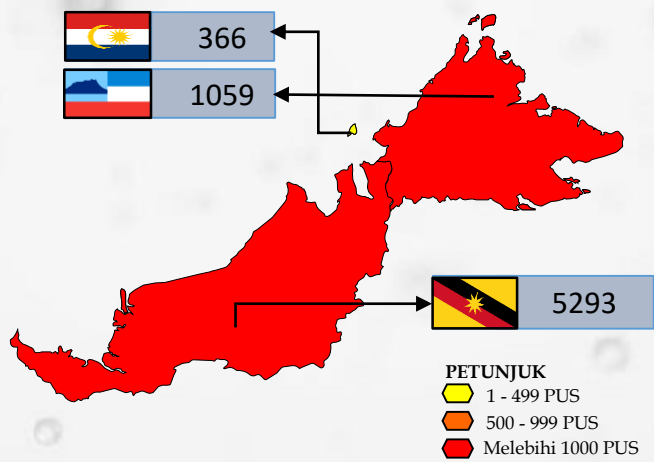 366
1059
5293
PETUNJUK
1 - 499 PUS
500 - 999 PUS
Melebihi 1000 PUS